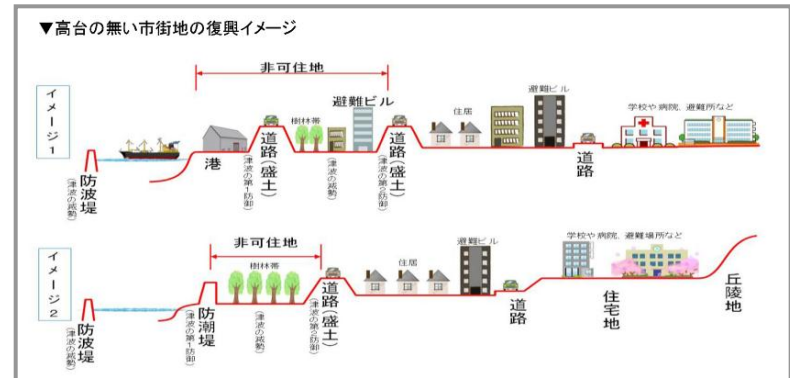 ▼高台の無い市街地の復興イメージ
イメージ1
非可住地
避難ビル
樹林帯
避難ビル
住居
学校や病院、避難所など
防波堤
(津波の減勢)
港
道路(盛土)
(津波の第1防御)
(津波の減勢)
道路(盛土)
(津波の第2防御)
道路
イメージ2
非可住地
樹林帯
住居
避難ビル
学校や病院、避難場所など
防波堤
(津波の減勢)
防潮堤
(津波の第1防御)
(津波の減勢)
道路(盛土)
(津波の第2防御)
道路
住宅地
丘陵地